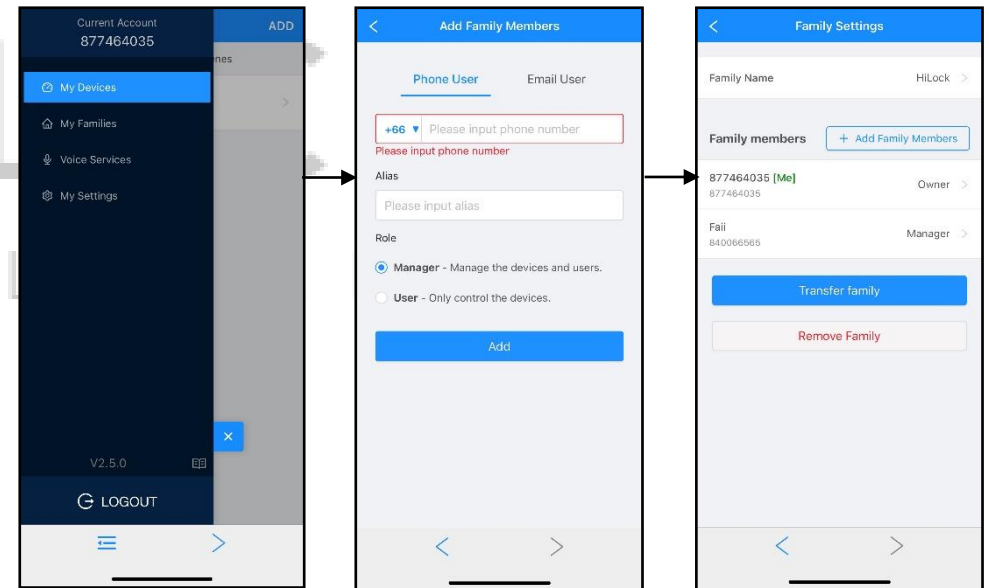 Current Account
877464035
ADD
enes
My Devices
My Families
Voice Services
My Settings
V2.5.0
LOGOUT
Add Family Members
Phone User Email User
+66 ▼ Please input phone number
Please input phone number
Alias
Please input alias
Role
Manager - Manage the devices and users.
User - Only control the devices.
Add
Family Settings
Family Name HiLock
Family members + Add Family Members
877464035 [Me] Owner
877464035
Faii Manager
840066565
Transfer family
Remove Family